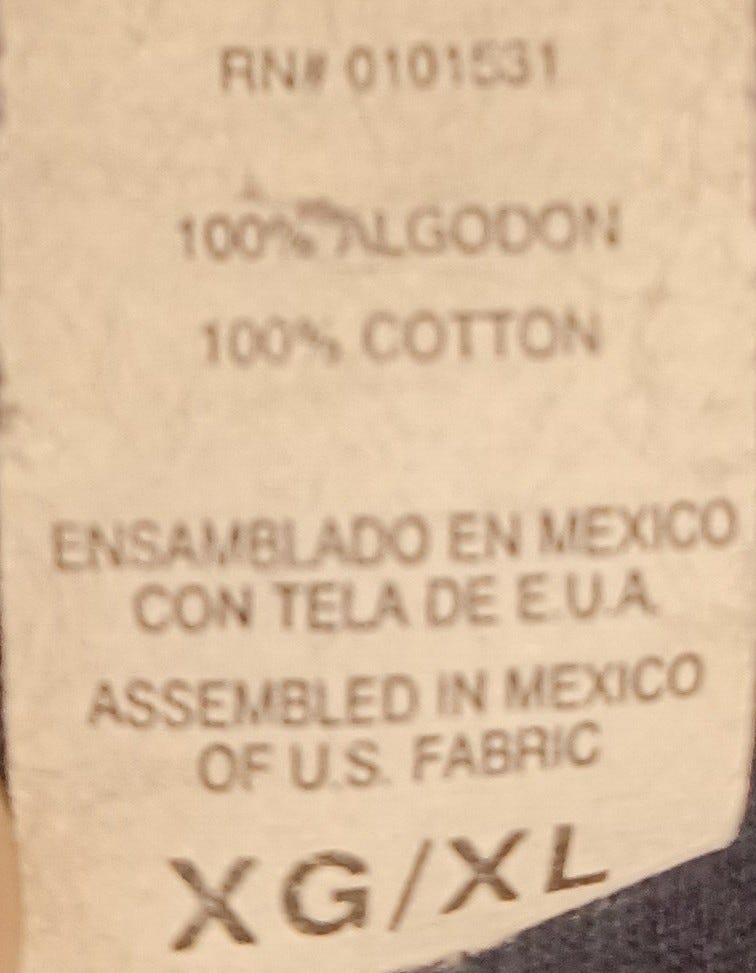 RN# 0101531
100% ALGODON
100% COTTON
ENSAMBLADO EN MEXICO
CON TELA DE E.U.A.
ASSEMBLED IN MEXICO
OF U.S. FABRIC
XG/XL